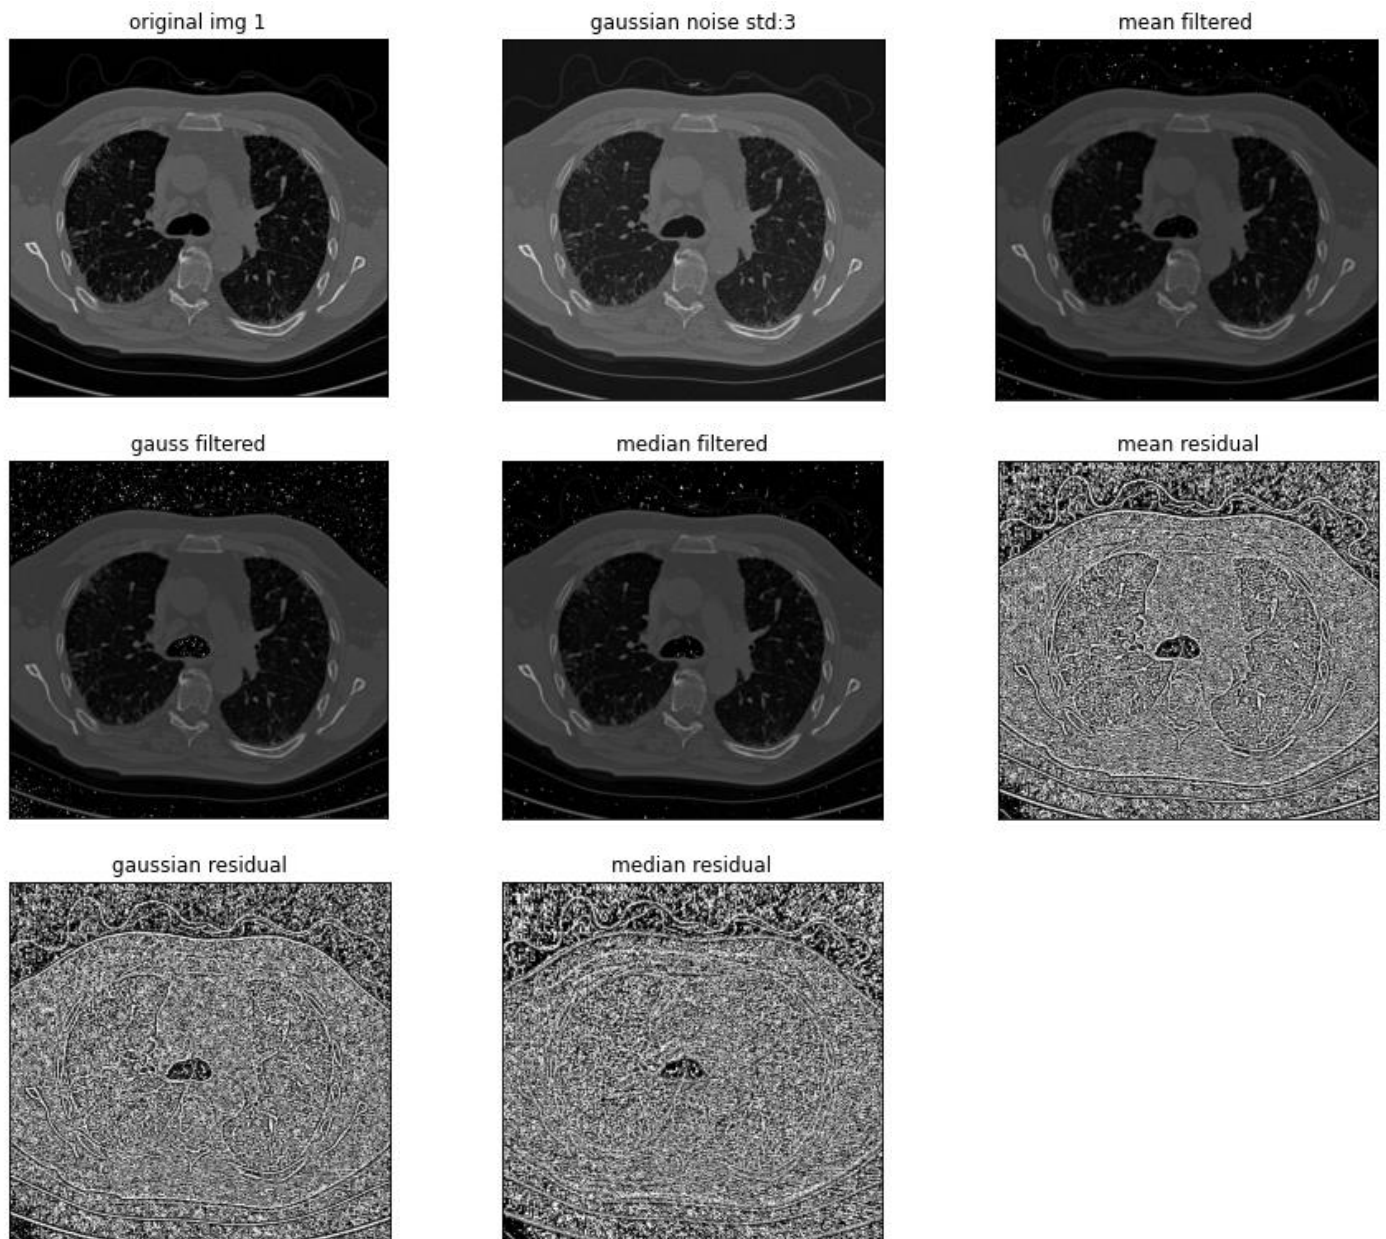 original img 1
gaussian noise std:3
mean filtered
gauss filtered
median filtered
mean residual
gaussian residual
median residual